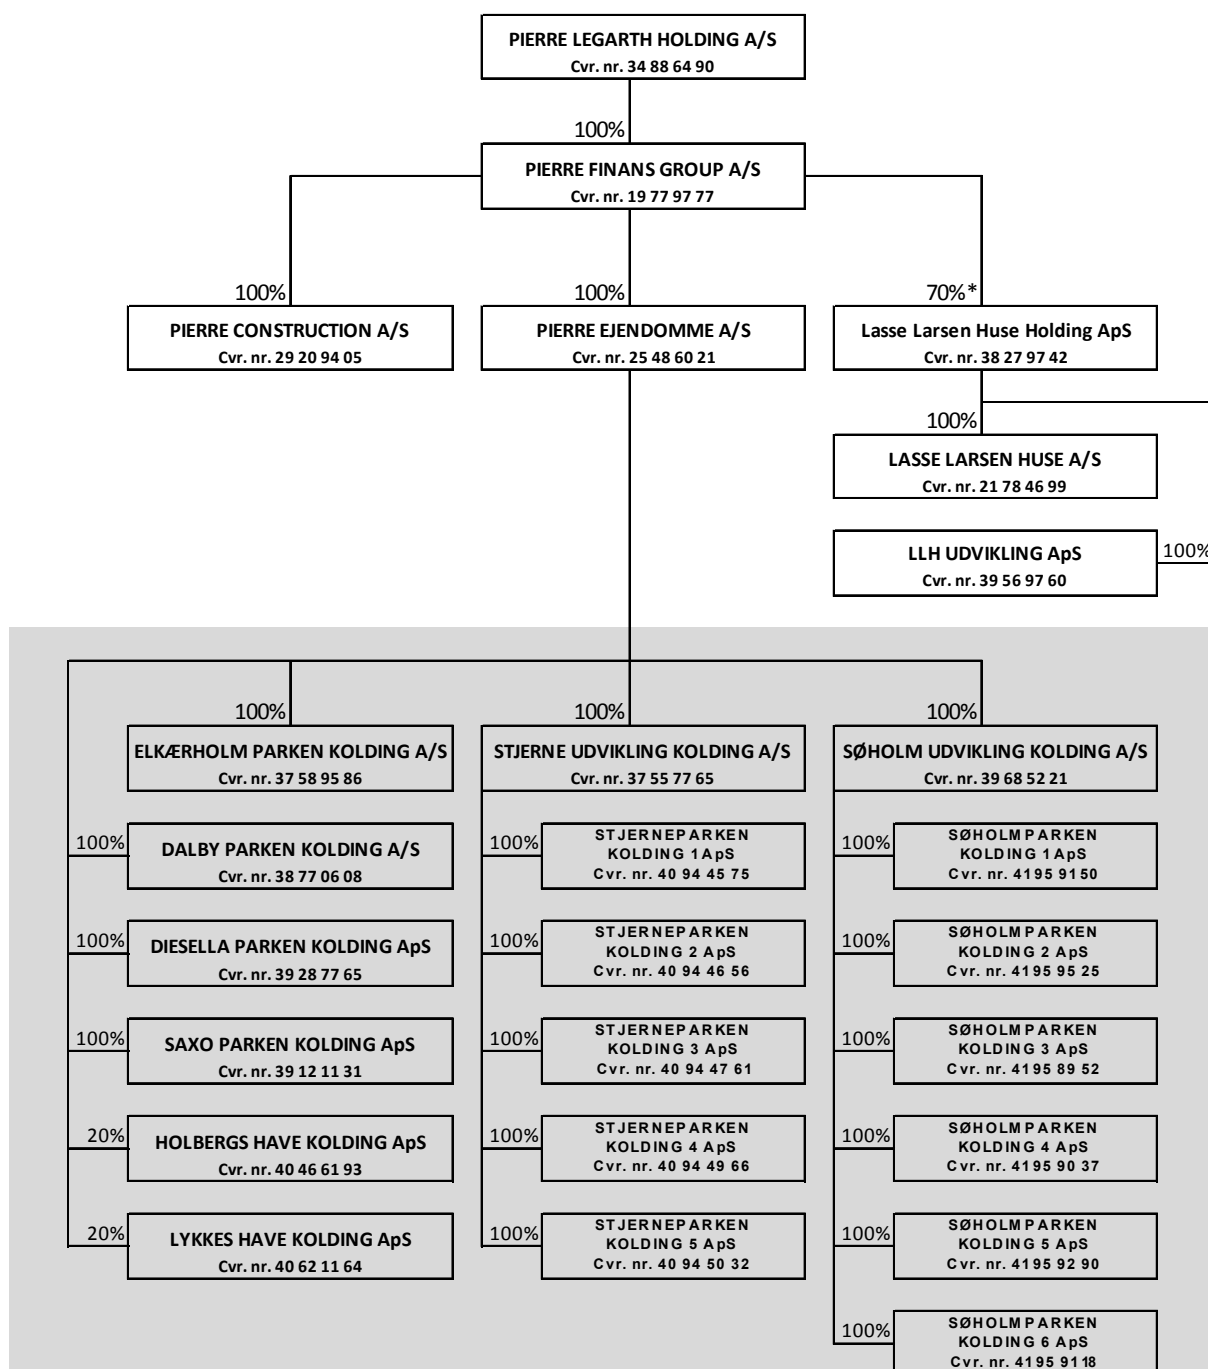 PIERRE LEGARTH HOLDING A/S
Cvr. nr. 34 88 64 90
100%
PIERRE FINANS GROUP A/S
Cvr. nr. 19 77 97 77
100%
100%
70%*
PIERRE CONSTRUCTION A/S
Cvr. nr. 29 20 94 05
PIERRE EJENDOMME A/S
Cvr. nr. 25 48 60 21
Lasse Larsen Huse Holding ApS
Cvr. nr. 38 27 97 42
100%
LASSE LARSEN HUSE A/S
Cvr. nr. 21 78 46 99
LLH UDVIKLING ApS
Cvr. nr. 39 56 97 60
100%
100%
100%
100%
ELKÆRHOLM PARKEN KOLDING A/S
Cvr. nr. 37 58 95 86
STJERNE UDVIKLING KOLDING A/S
Cvr. nr. 37 55 77 65
SØHOLM UDVIKLING KOLDING A/S
Cvr. nr. 39 68 52 21
100%
DALBY PARKEN KOLDING A/S
Cvr. nr. 38 77 06 08
100%
STJERNEPARKEN
KOLDING 1 ApS
Cvr. nr. 40 94 45 75
100%
SØHOLMPARKEN
KOLDING 1 ApS
Cvr. nr. 41 95 91 50
100%
DIESELLA PARKEN KOLDING ApS
Cvr. nr. 39 28 77 65
100%
STJERNEPARKEN
KOLDING 2 ApS
Cvr. nr. 40 94 46 56
100%
SØHOLMPARKEN
KOLDING 2 ApS
Cvr. nr. 41 95 95 25
100%
SAXO PARKEN KOLDING ApS
Cvr. nr. 39 12 11 31
100%
STJERNEPARKEN
KOLDING 3 ApS
Cvr. nr. 40 94 47 61
100%
SØHOLMPARKEN
KOLDING 3 ApS
Cvr. nr. 41 95 89 52
20%
HOLBERGS HAVE KOLDING ApS
Cvr. nr. 40 46 61 93
100%
STJERNEPARKEN
KOLDING 4 ApS
Cvr. nr. 40 94 49 66
100%
SØHOLMPARKEN
KOLDING 4 ApS
Cvr. nr. 41 95 90 37
20%
LYKKES HAVE KOLDING ApS
Cvr. nr. 40 62 11 64
100%
STJERNEPARKEN
KOLDING 5 ApS
Cvr. nr. 40 94 50 32
100%
SØHOLMPARKEN
KOLDING 5 ApS
Cvr. nr. 41 95 92 90
100%
SØHOLMPARKEN
KOLDING 6 ApS
Cvr. nr. 41 95 91 18